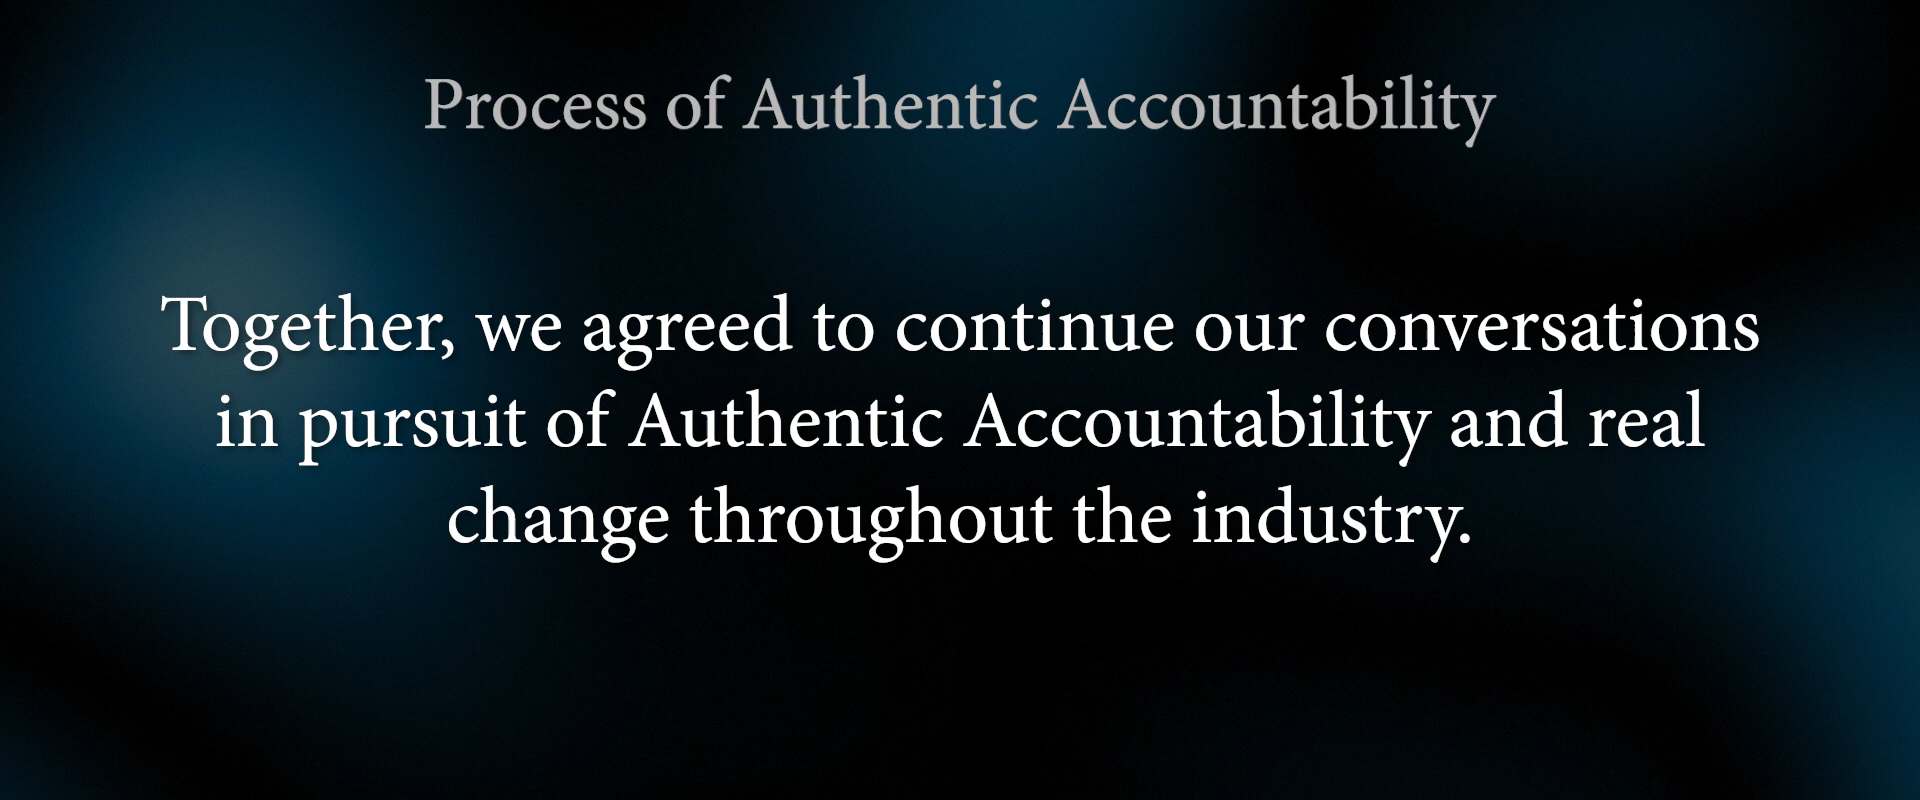 Process of Authentic Accountability
Together, we agreed to continue our conversations
in pursuit of Authentic Accountability and real
change throughout the industry.